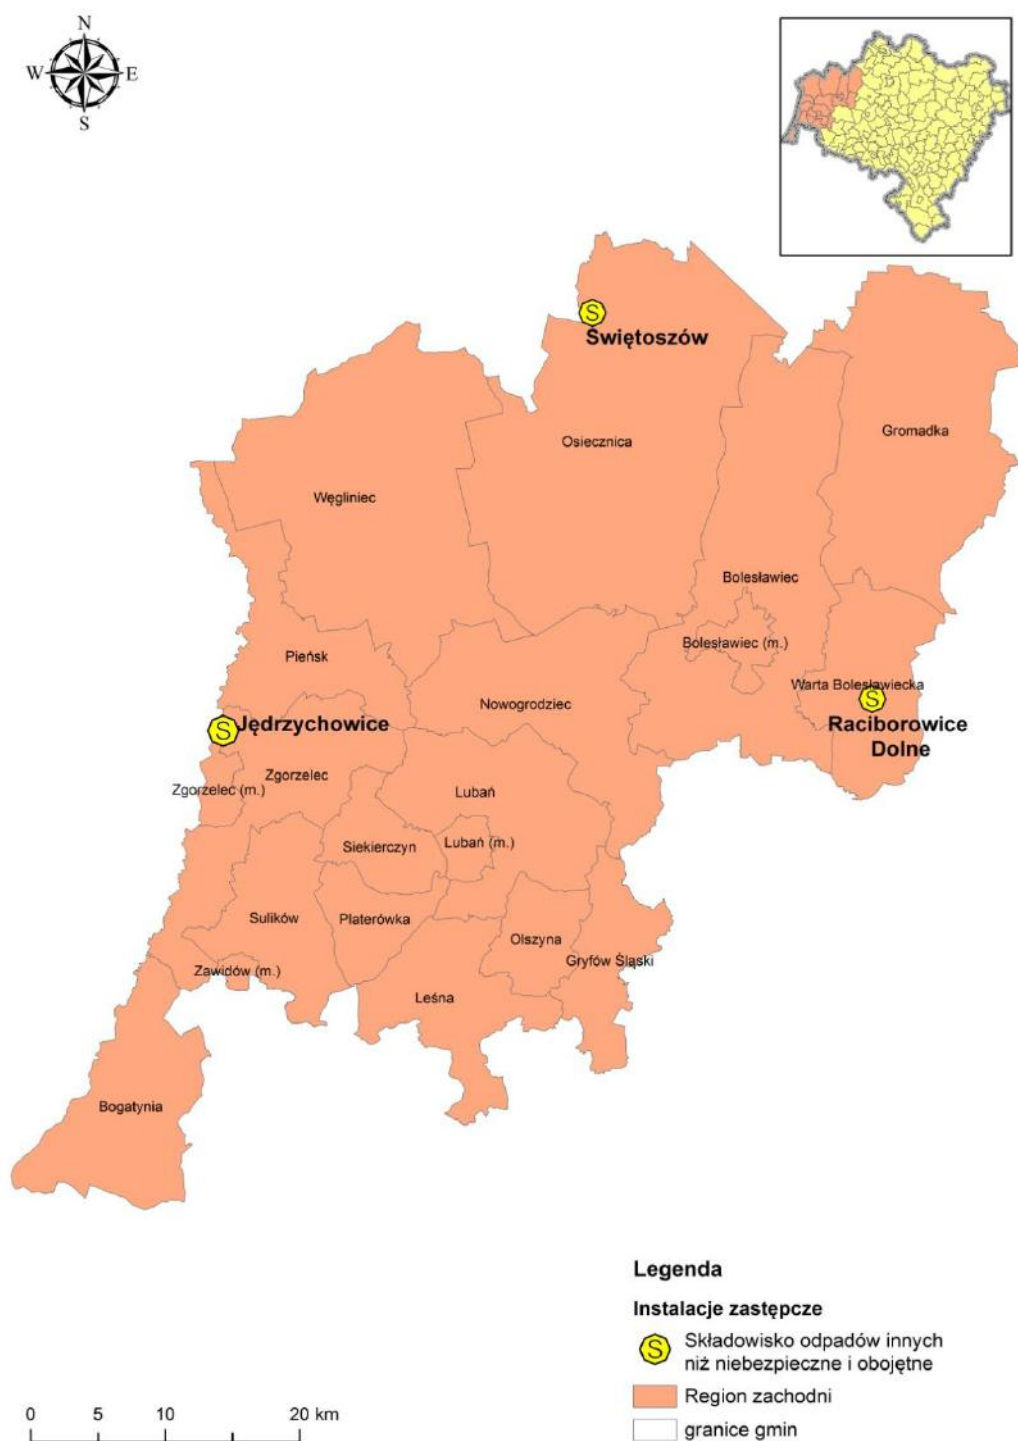 N
W E
S
S
Świętoszów
Gromadka
Osiecznica
Węgliniec
Bolesławiec
Bolesławiec (m.)
Pieńsk
Warta Bolesławiecka
S
Nowogrodziec
Raciborowice
Dolne
S
Jędrzychowice
Zgorzelec
Zgorzelec (m.)
Lubań
Siekierczyn
Lubań (m.)
Sulików
Platerówka
Olszyna
Gryfów Śląski
Zawidów (m.)
Leśna
Bogatynia
Legenda
Instalacje zastępcze
S
Składowisko odpadów innych
niż niebezpieczne i obojętne
Region zachodni
granice gmin
0 5 10 20 km